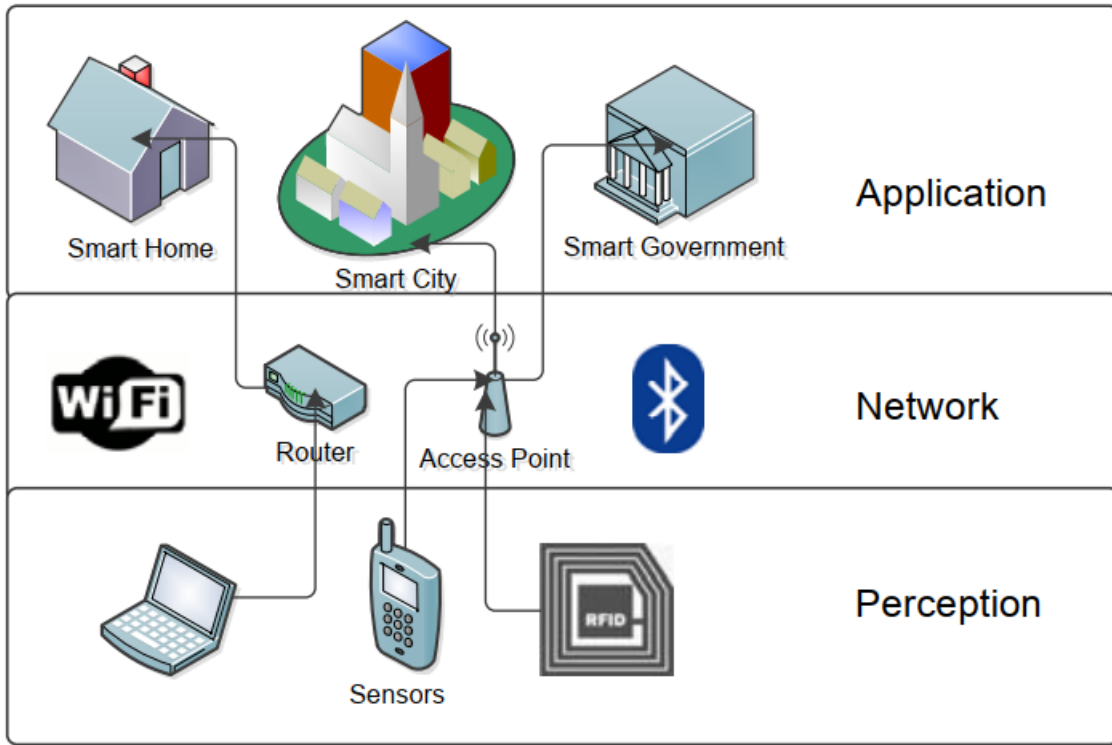 Smart Home
Smart City
Smart Government
Application
WiFi
Router
Access Point
Network
RFID
Sensors
Perception